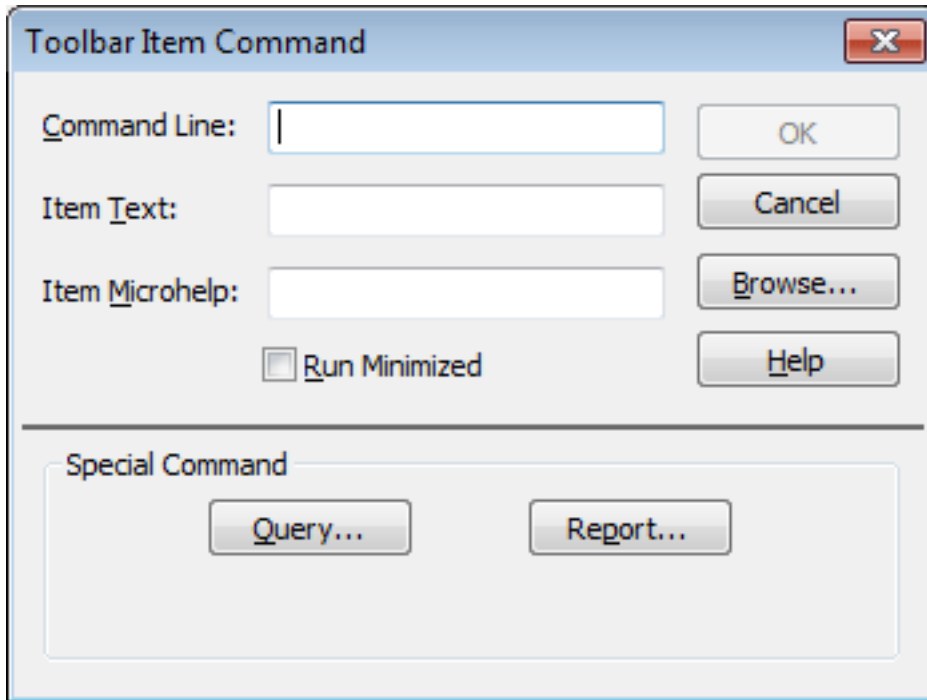 Toolbar Item Command
Command Line:
OK
Item Text:
Cancel
Item Microhelp:
Browse...
Run Minimized
Help
Special Command
Query...
Report...